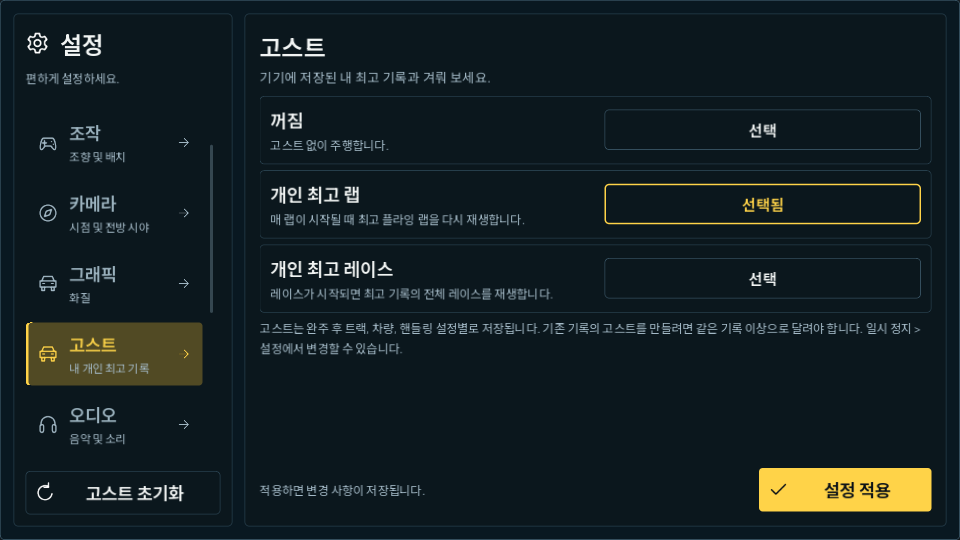 설정
편하게 설정하세요.
조작
조향 및 배치
카메라
시점 및 전방 시야
그래픽
화질
고스트
내 개인 최고 기록
오디오
음악 및 소리
고스트 초기화
고스트
기기에 저장된 내 최고 기록과 겨뤄 보세요.
꺼짐
고스트 없이 주행합니다.
선택
개인 최고 랩
매 랩이 시작될 때 최고 플라잉 랩을 다시 재생합니다.
선택됨
개인 최고 레이스
레이스가 시작되면 최고 기록의 전체 레이스를 재생합니다.
선택
고스트는 완주 후 트랙, 차량, 핸들링 설정별로 저장됩니다. 기존 기록의 고스트를 만들려면 같은 기록 이상으로 달려야 합니다. 일시 정지 >
설정에서 변경할 수 있습니다.
적용하면 변경 사항이 저장됩니다.
설정 적용